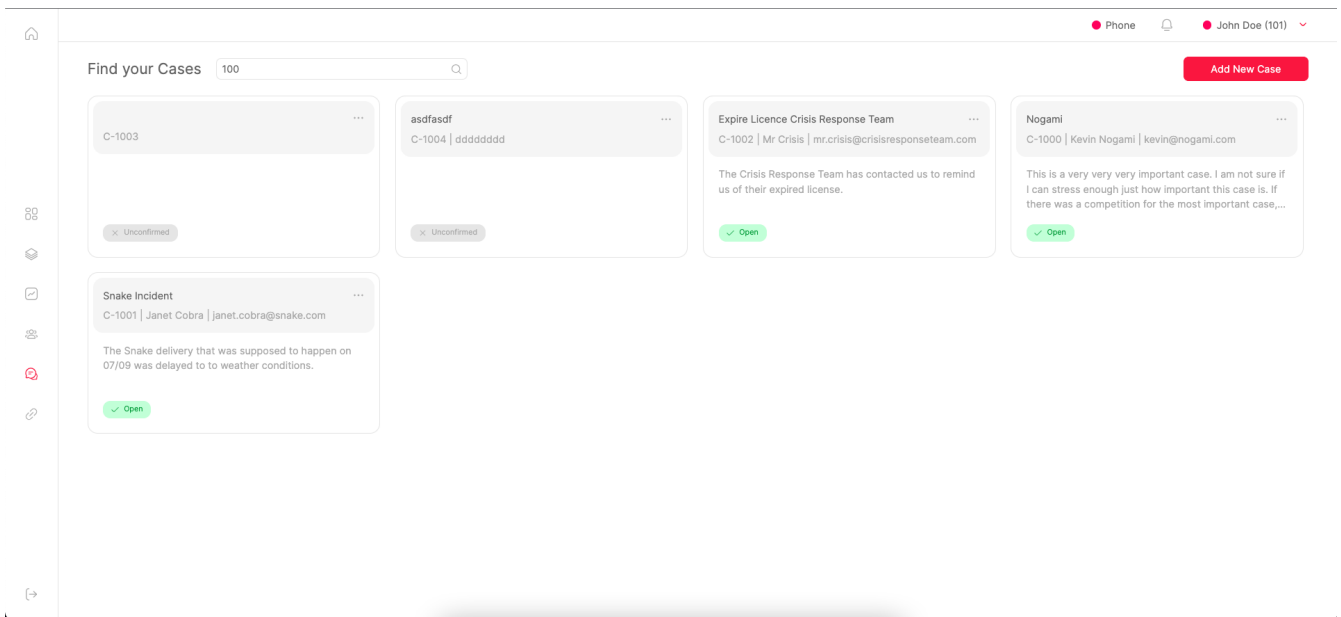 Phone
John Doe (101)
Find your Cases
100
Add New Case
C-1003
Unconfirmed
asdfasdf
C-1004 | dddddddd
Unconfirmed
Expire Licence Crisis Response Team
C-1002 | Mr Crisis | mr.crisis@crisisresponseteam.com
The Crisis Response Team has contacted us to remind
us of their expired license.
Open
Nogami
C-1000 | Kevin Nogami | kevin@nogami.com
This is a very very very important case. I am not sure if
I can stress enough just how important this case is. If
there was a competition for the most important case,...
Open
Snake Incident
C-1001 | Janet Cobra | janet.cobra@snake.com
The Snake delivery that was supposed to happen on
07/09 was delayed to to weather conditions.
Open